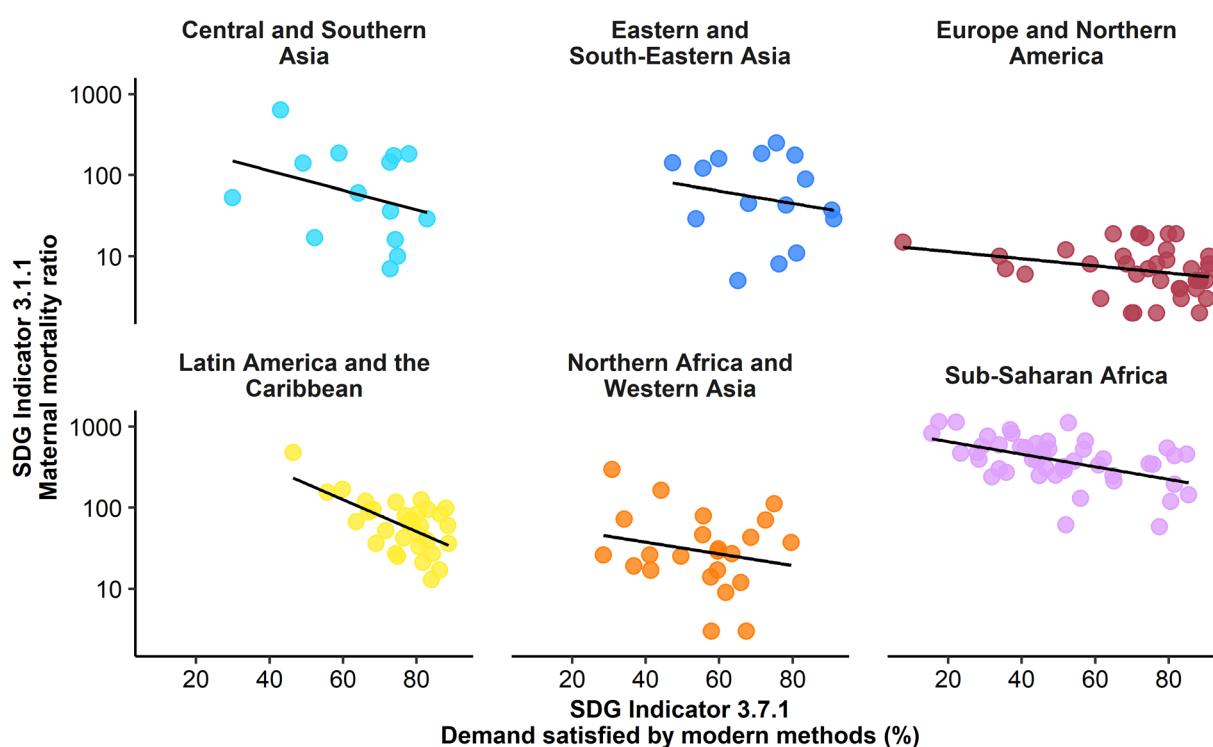 Central and Southern
Asia
Eastern and
South-Eastern Asia
Europe and Northern
America
1000
100
10
SDG Indicator 3.1.1
Maternal mortality ratio
Latin America and the
Caribbean
Northern Africa and
Western Asia
Sub-Saharan Africa
1000
100
10
20 40 60 80 20 40 60 80 20 40 60 80
SDG Indicator 3.7.1
Demand satisfied by modern methods (%)